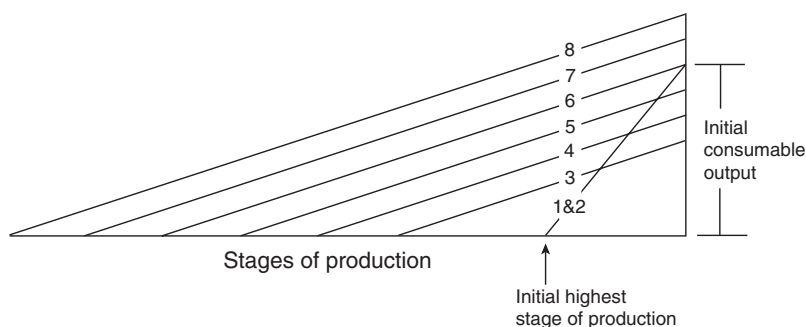 8
7
6
5
4
3
1&2
Initial
consumable
output
Stages of production
Initial highest
stage of production